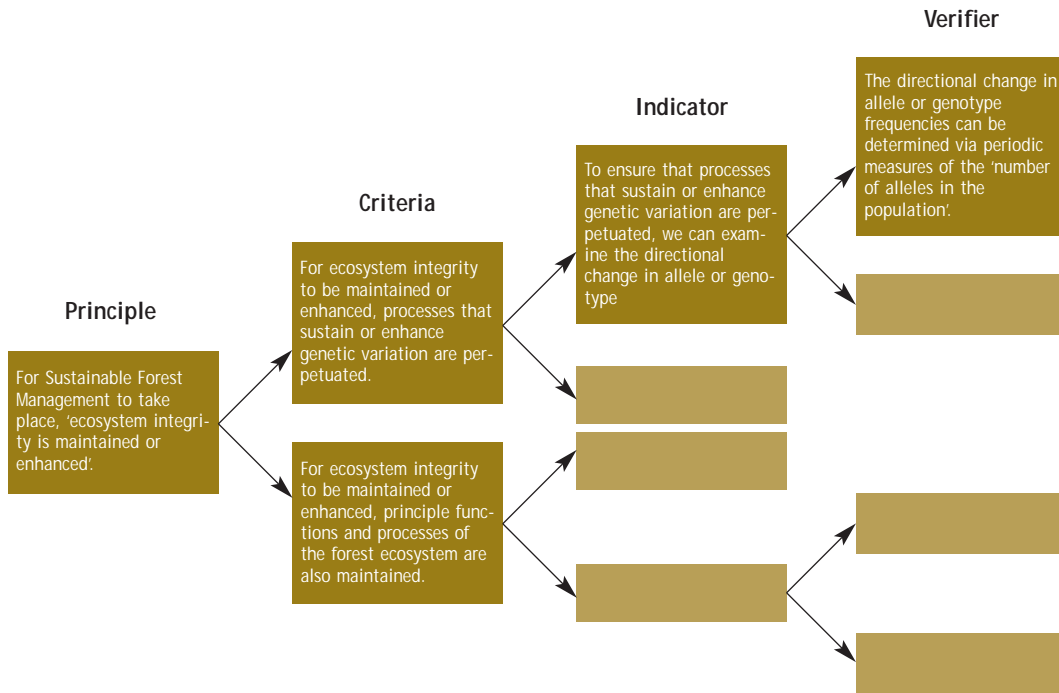 Principle
For Sustainable Forest
Management to take
place, ‘ecosystem integri-
ty is maintained or
enhanced’.
Criteria
For ecosystem integrity
to be maintained or
enhanced, processes that
sustain or enhance
genetic variation are per-
petuated.
For ecosystem integrity
to be maintained or
enhanced, principle func-
tions and processes of
the forest ecosystem are
also maintained.
Indicator
To ensure that processes
that sustain or enhance
genetic variation are per-
petuated, we can exam-
ine the directional
change in allele or geno-
type
Verifier
The directional change in
allele or genotype
frequencies can be
determined via periodic
measures of the ‘number
of alleles in the
population’.